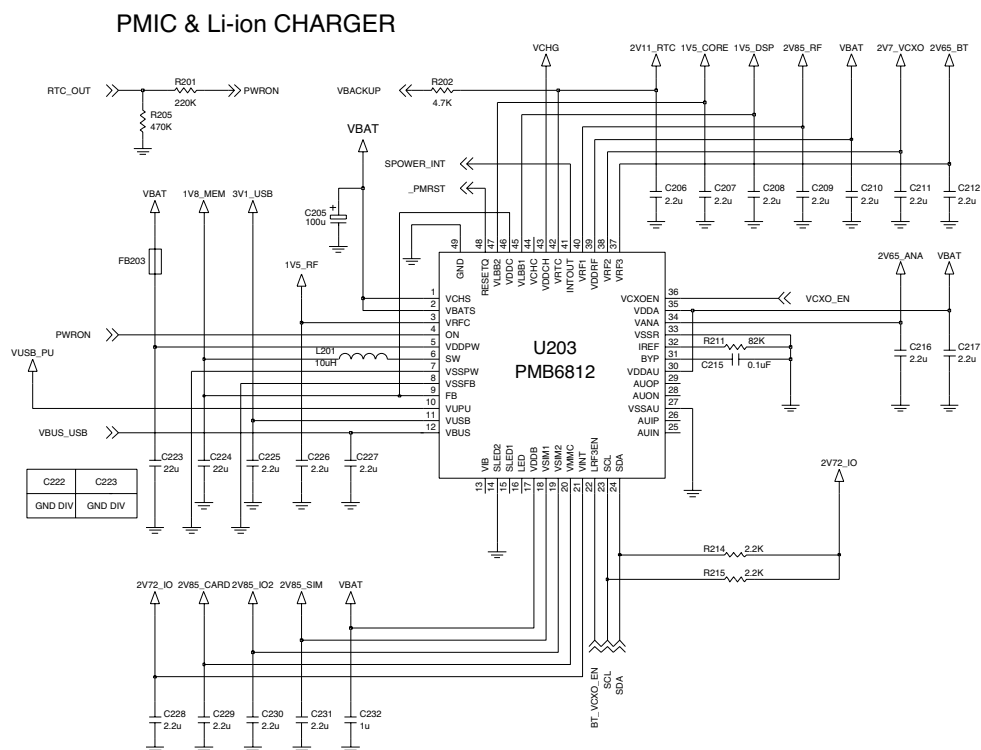 PMIC & Li-ion CHARGER
VCHG 2V11_RTC 1V5_CORE 1V5_DSP 2V85_RF VBAT 2V7_VCXO 2V65_BT
RTC_OUT R201 220K PWRON
R205 470K
VBACKUP R202 4.7K
VBAT
SPOWER_INT
_PMRST
VBAT 1V8_MEM 3V1_USB
C205 100u
C206 2.2u
C207 2.2u
C208 2.2u
C209 2.2u
C210 2.2u
C211 2.2u
C212 2.2u
49 48 47 46 45 44 43 42 41 40 39 38 37
GND RESETQ VLBB2 VDDC VLBB1 VCHC VDDCH VRTC INTOUT VRF1 VDDRF VRF2 VRF3
FB203
1V5_RF
2V65_ANA VBAT
1 VCHS
2 VBATS
3 VRFC
4 ON
5 VDDPW
6 SW
7 VSSPW
8 VSSFB
9 FB
10 VUPU
11 VUSB
12 VBUS
PWRON
VUSB_PU
L201
10uH
VBUS_USB
U203
PMB6812
VCXOEN 36
VDDA 35
VANA 34
VSSR 33
IREF 32
BYP 31
VDDAU 30
AUOP 29
AUON 28
VSSAU 27
AUIP 26
AUIN 25
VCXO_EN
R211 82K
C215 0.1uF
C216 2.2u
C217 2.2u
C223 22u
C224 22u
C225 2.2u
C226 2.2u
C227 2.2u
C222 C223
GND DIV GND DIV
VIB SLED2 SLED1 LED VDDB VSIM1 VSIM2 VMMC VINT LRF3EN SCL SDA
13 14 15 16 17 18 19 20 21 22 23 24
2V72_IO
R214 2.2K
R215 2.2K
2V72_IO 2V85_CARD 2V85_IO2 2V85_SIM VBAT
BT_VCXO_EN
SCL
SDA
C228 2.2u
C229 2.2u
C230 2.2u
C231 2.2u
C232 1u